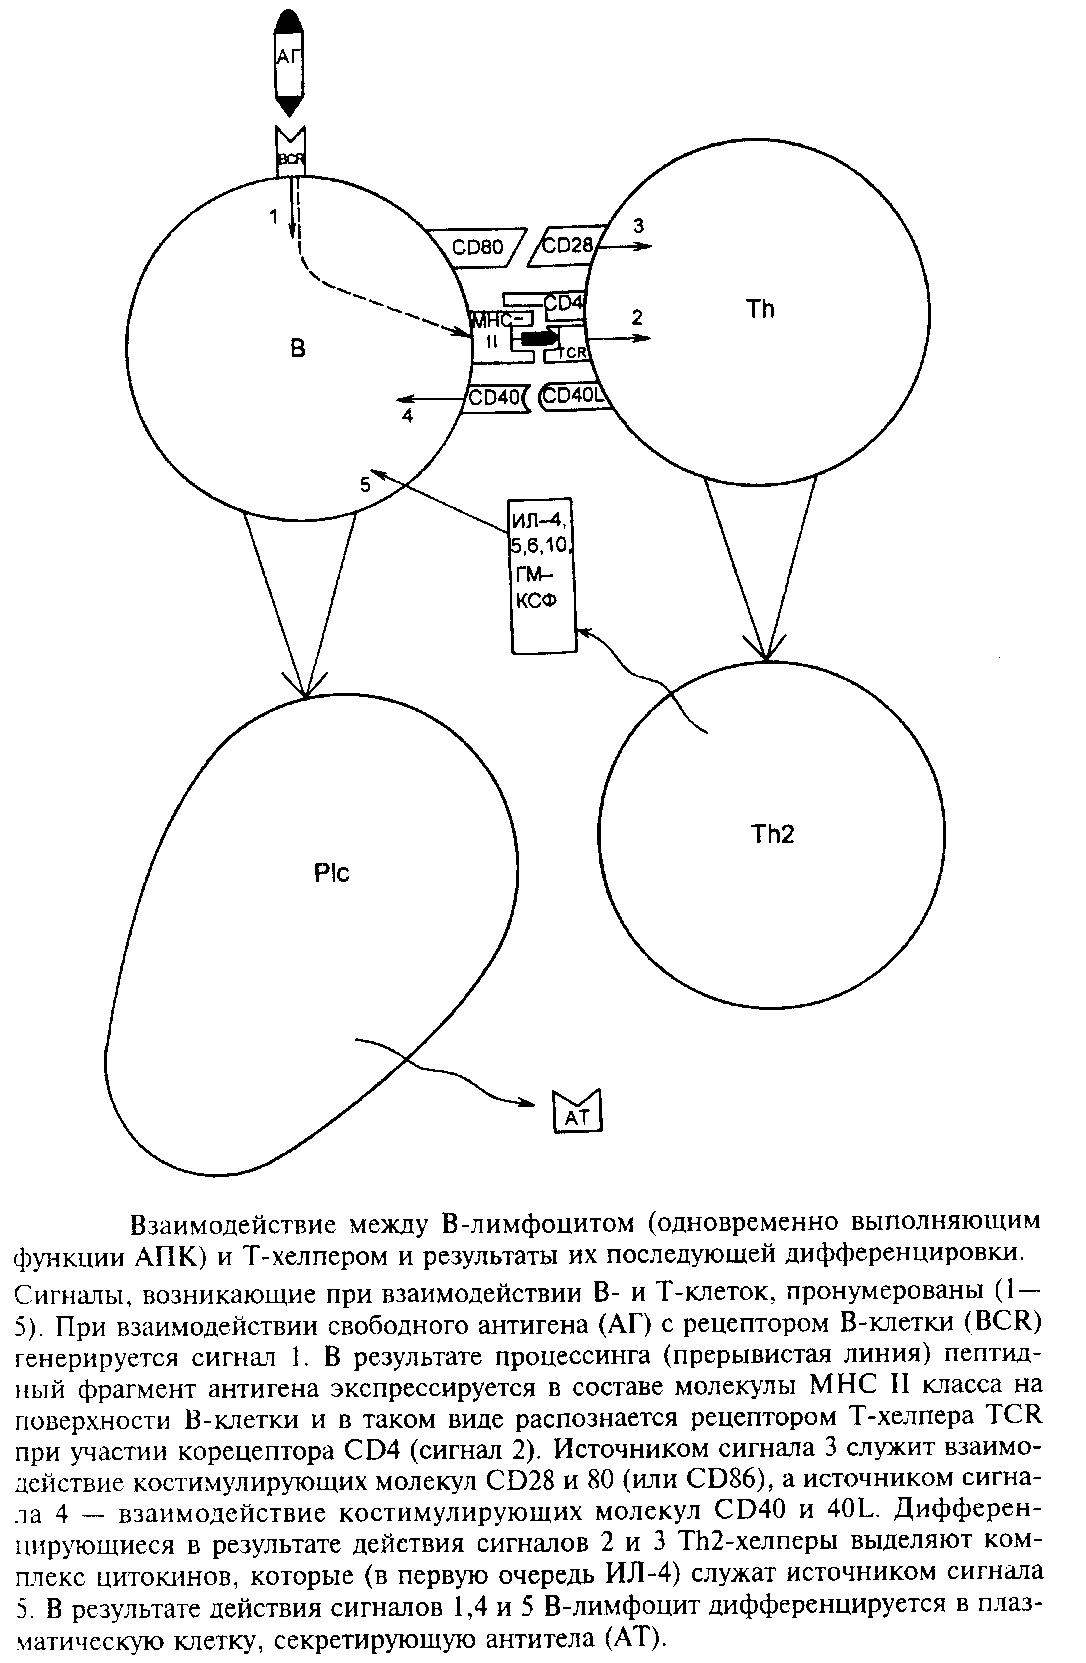 АГ
BCR
1
CD80
CD28
3
CD4
MHC-
II
TCR
2
B
Th
CD40
CD40L
4
5
ИЛ-4,
5,6,10,
ГМ-
КСФ
Plc
Th2
АТ
Взаимодействие между В-лимфоцитом (одновременно выполняющим
функции АПК) и Т-хелпером и результаты их последующей дифференцировки.
Сигналы, возникающие при взаимодействии В- и Т-клеток, пронумерованы (1—
5). При взаимодействии свободного антигена (АГ) с рецептором В-клетки (BCR)
генерируется сигнал 1. В результате процессинга (прерывистая линия) пептид-
ный фрагмент антигена экспрессируется в составе молекулы МНС II класса на
поверхности В-клетки и в таком виде распознается рецептором Т-хелпера TCR
при участии корецептора CD4 (сигнал 2). Источником сигнала 3 служит взаимо-
действие костимулирующих молекул CD28 и 80 (или CD86), а источником сигна-
ла 4 — взаимодействие костимулирующих молекул CD40 и 40L. Дифферен-
цирующиеся в результате действия сигналов 2 и 3 Th2-хелперы выделяют ком-
плекс цитокинов, которые (в первую очередь ИЛ-4) служат источником сигнала
5. В результате действия сигналов 1,4 и 5 В-лимфоцит дифференцируется в плаз-
матическую клетку, секретирующую антитела (АТ).